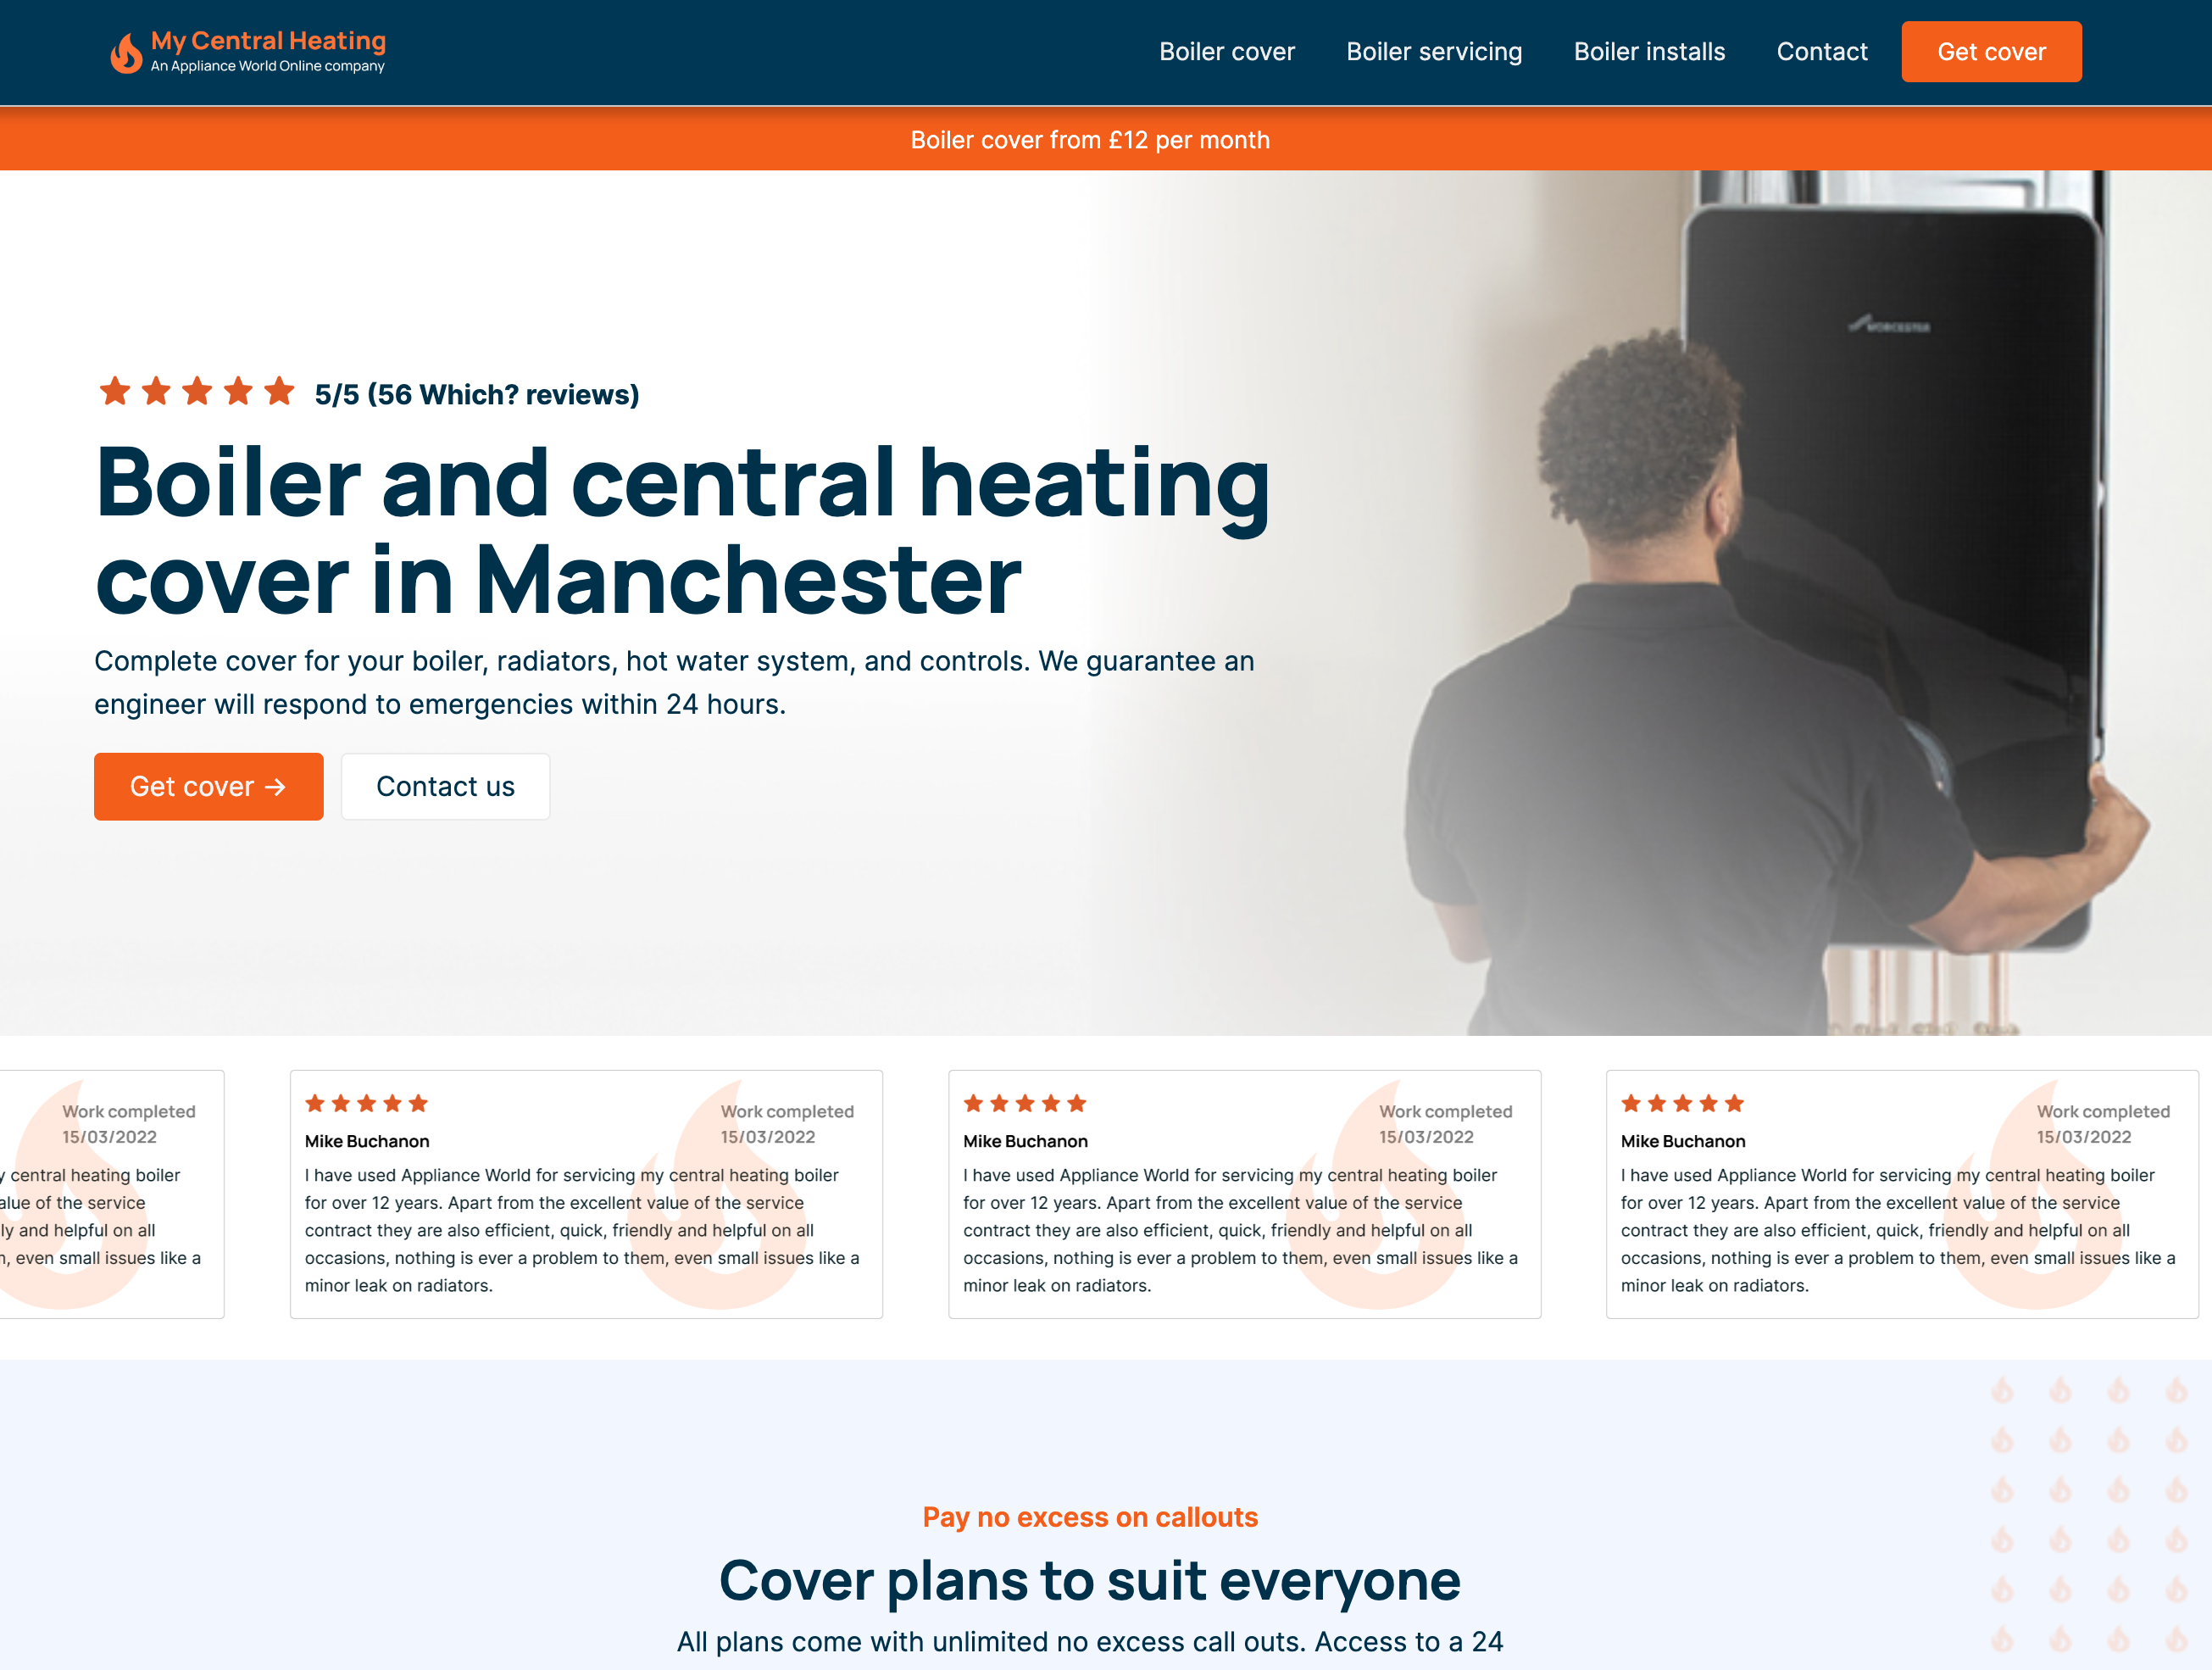 My Central Heating
An Appliance World Online company
Boiler cover
Boiler servicing
Boiler installs
Contact
Get cover
Boiler cover from £12 per month
WORCESTER
5/5 (56 Which? reviews)
Boiler and central heating
cover in Manchester
Complete cover for your boiler, radiators, hot water system, and controls. We guarantee an
engineer will respond to emergencies within 24 hours.
Get cover →
Contact us
Work completed
15/03/2022
central heating boiler
of the service
and helpful on all
even small issues like a
Work completed
15/03/2022
Mike Buchanon
I have used Appliance World for servicing my central heating boiler
for over 12 years. Apart from the excellent value of the service
contract they are also efficient, quick, friendly and helpful on all
occasions, nothing is ever a problem to them, even small issues like a
minor leak on radiators.
Work completed
15/03/2022
Mike Buchanon
I have used Appliance World for servicing my central heating boiler
for over 12 years. Apart from the excellent value of the service
contract they are also efficient, quick, friendly and helpful on all
occasions, nothing is ever a problem to them, even small issues like a
minor leak on radiators.
Work completed
15/03/2022
Mike Buchanon
I have used Appliance World for servicing my central heating boiler
for over 12 years. Apart from the excellent value of the service
contract they are also efficient, quick, friendly and helpful on all
occasions, nothing is ever a problem to them, even small issues like a
minor leak on radiators.
Pay no excess on callouts
Cover plans to suit everyone
All plans come with unlimited no excess call outs. Access to a 24